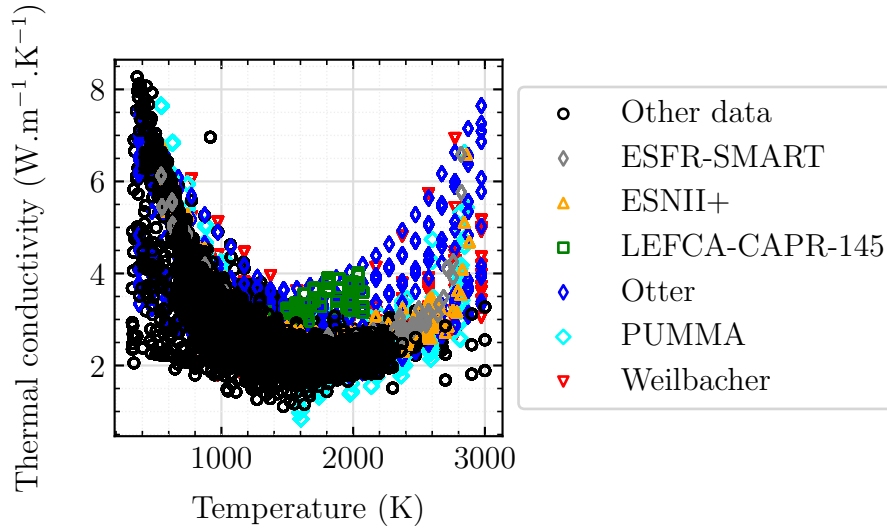 Thermal conductivity (W.m⁻¹.K⁻¹)
8
6
4
2
1000 2000 3000
Temperature (K)
Other data
ESFR-SMART
ESNII+
LEFCA-CAPR-145
Otter
PUMMA
Weilbacher